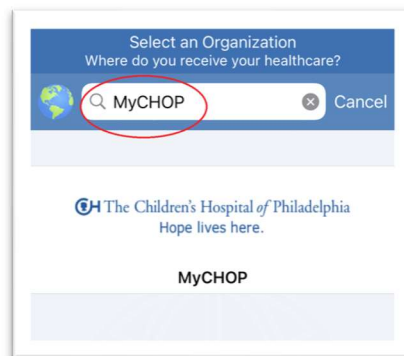 Select an Organization
Where do you receive your healthcare?
MyCHOP
Cancel
The Children's Hospital of Philadelphia
Hope lives here.
MyCHOP